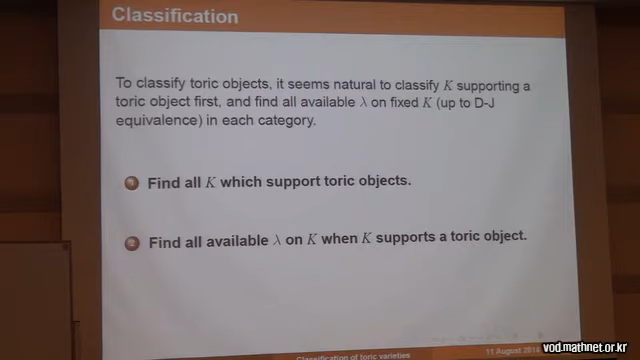 Classification
To classify toric objects, it seems natural to classify K supporting a
toric object first, and find all available λ on fixed K (up to D-J
equivalence) in each category.
1 Find all K which support toric objects.
2 Find all available λ on K when K supports a toric object.
Classification of toric varieties
11 August
vod.mathnet.or.kr